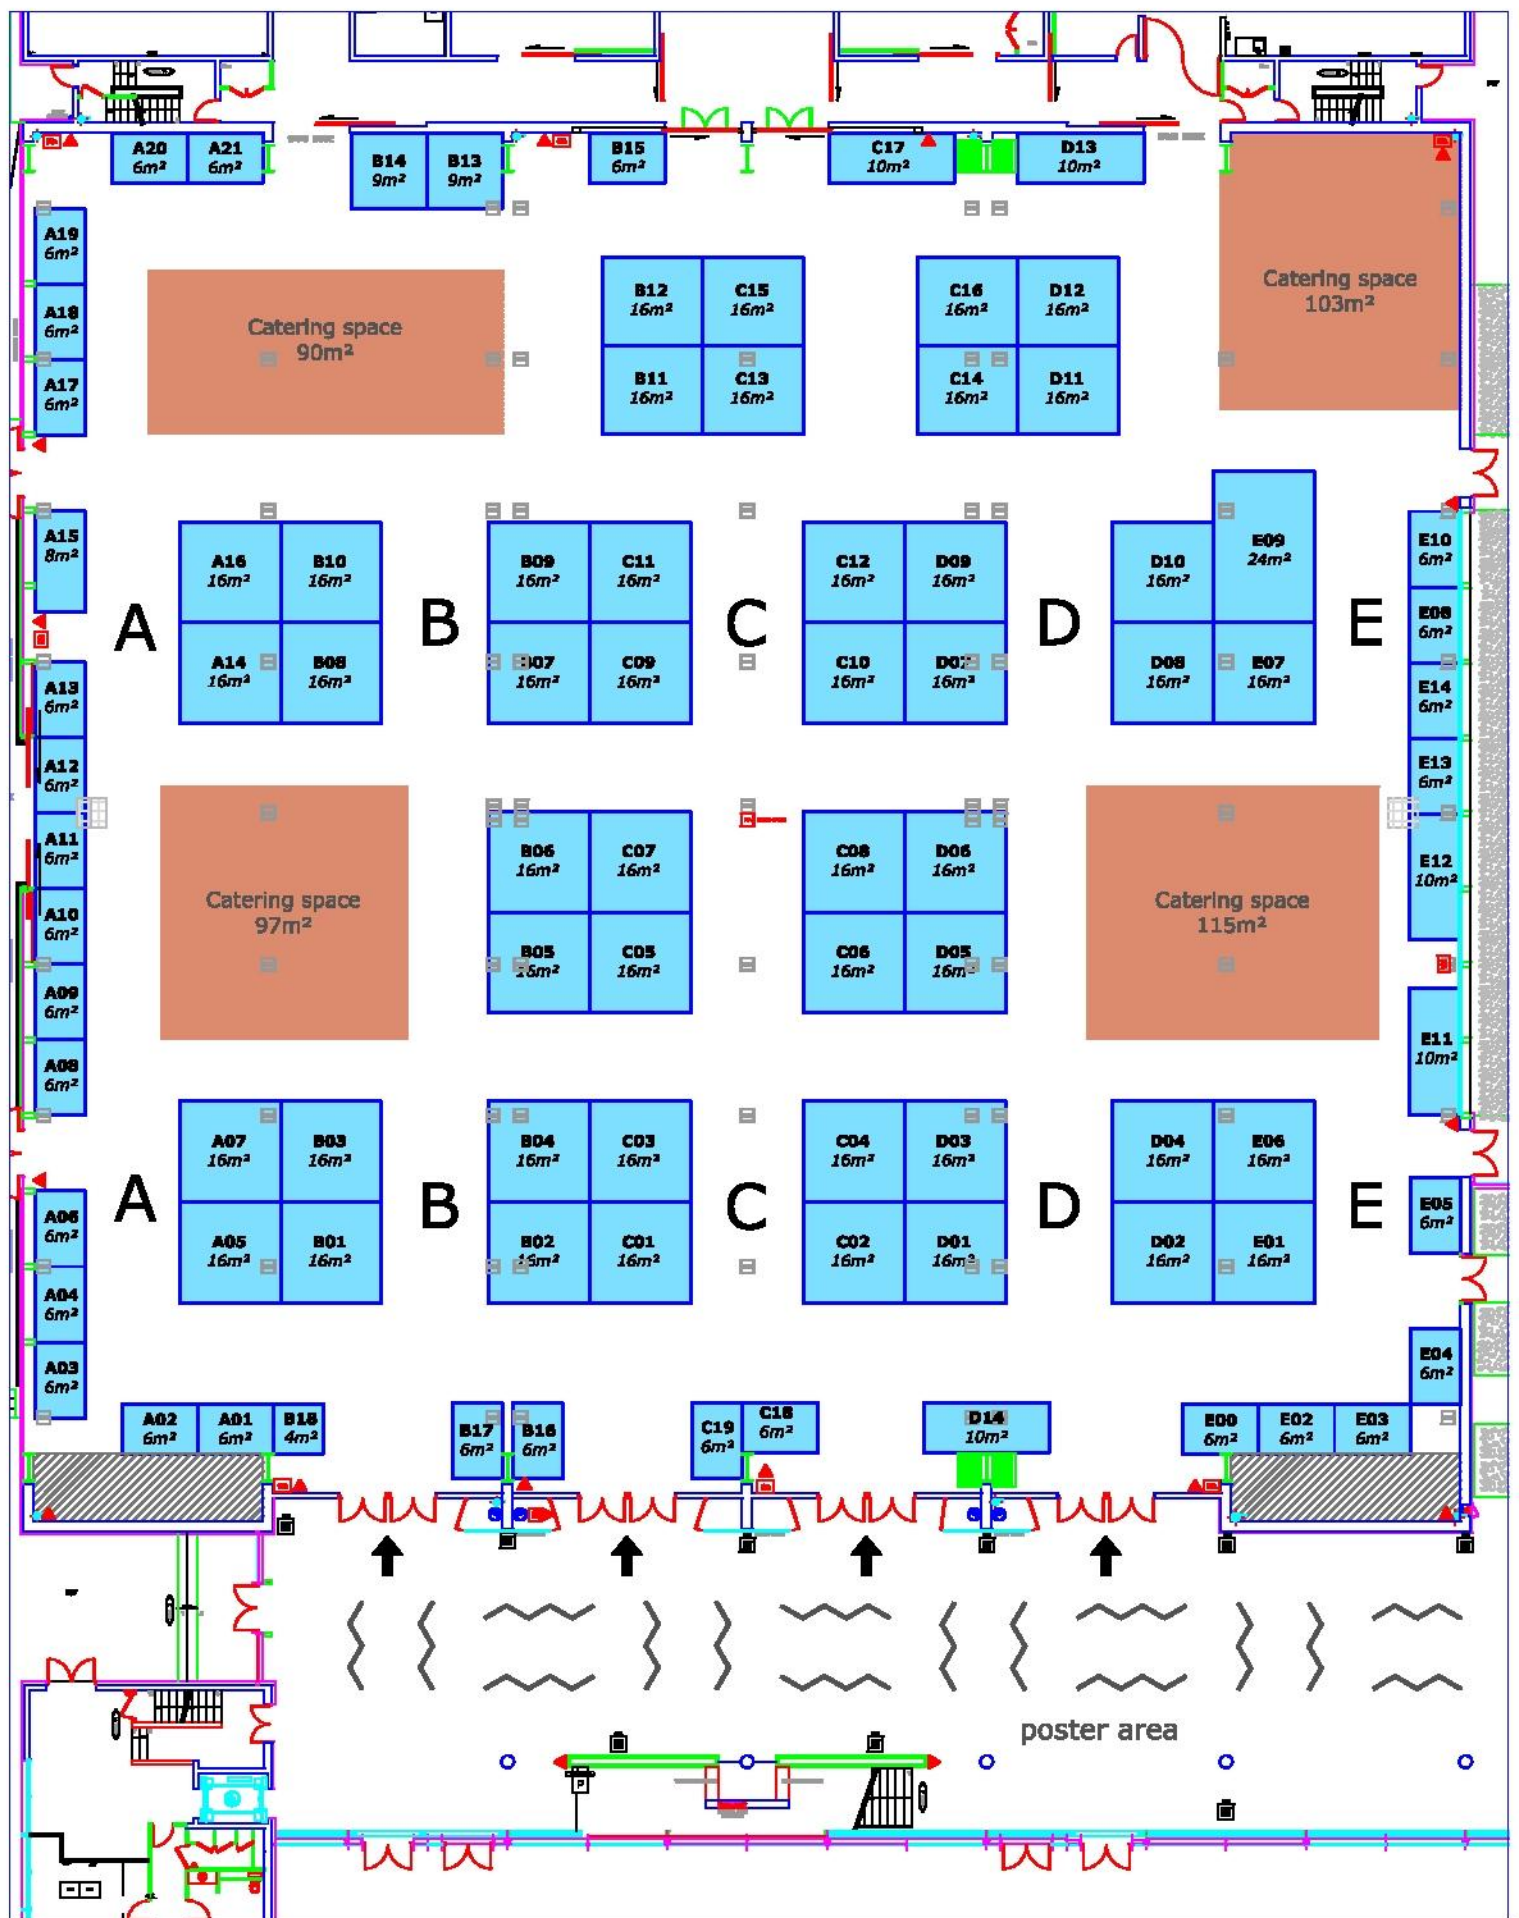 A20
6m²
A21
6m²
B14
9m²
B13
9m²
B15
6m²
C17
10m²
D13
10m²
A19
6m²
A18
6m²
A17
6m²
Catering space
90m²
B12
16m²
C15
16m²
B11
16m²
C13
16m²
C16
16m²
D12
16m²
C14
16m²
D11
16m²
Catering space
103m²
A15
8m²
A16
16m²
B10
16m²
A14
16m²
B08
16m²
B09
16m²
C11
16m²
B07
16m²
C09
16m²
C12
16m²
D09
16m²
C10
16m²
D07
16m²
D10
16m²
E09
24m²
D08
16m²
E07
16m²
E10
6m²
E08
6m²
E14
6m²
E13
6m²
E12
10m²
E11
10m²
A
B
C
D
E
A13
6m²
A12
6m²
A11
6m²
A10
6m²
A09
6m²
A08
6m²
Catering space
97m²
B06
16m²
C07
16m²
B05
16m²
C05
16m²
C08
16m²
D06
16m²
C06
16m²
D05
16m²
Catering space
115m²
A07
16m²
B03
16m²
A05
16m²
B01
16m²
B04
16m²
C03
16m²
B02
16m²
C01
16m²
C04
16m²
D03
16m²
C02
16m²
D01
16m²
D04
16m²
E06
16m²
D02
16m²
E01
16m²
A
B
C
D
E
A06
6m²
A04
6m²
A03
6m²
E05
6m²
E04
6m²
A02
6m²
A01
6m²
B18
4m²
B17
6m²
B16
6m²
C19
6m²
C18
6m²
D14
10m²
E00
6m²
E02
6m²
E03
6m²
poster area
P